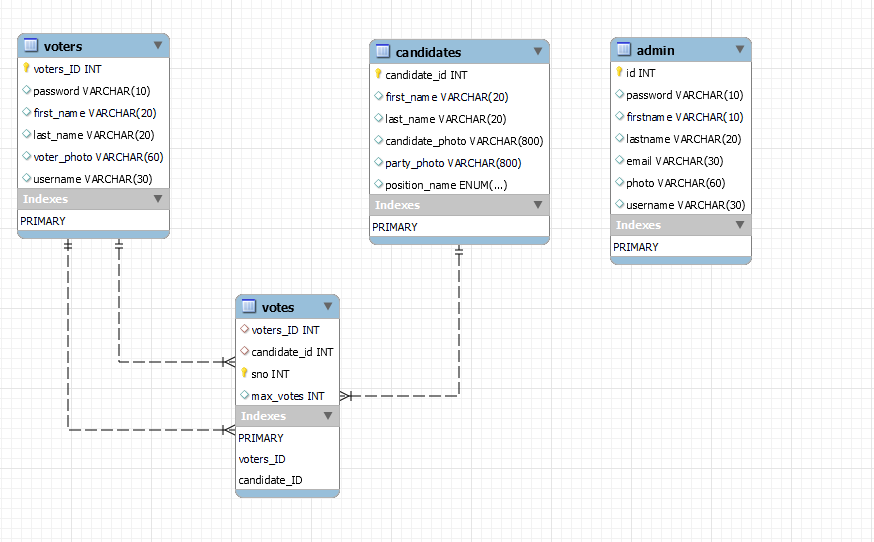 voters
voters_ID INT
password VARCHAR(10)
first_name VARCHAR(20)
last_name VARCHAR(20)
voter_photo VARCHAR(60)
username VARCHAR(30)
Indexes
PRIMARY
candidates
candidate_id INT
first_name VARCHAR(20)
last_name VARCHAR(20)
candidate_photo VARCHAR(800)
party_photo VARCHAR(800)
position_name ENUM(...)
Indexes
PRIMARY
admin
id INT
password VARCHAR(10)
firstname VARCHAR(10)
lastname VARCHAR(20)
email VARCHAR(30)
photo VARCHAR(60)
username VARCHAR(30)
Indexes
PRIMARY
votes
voters_ID INT
candidate_id INT
sno INT
max_votes INT
Indexes
PRIMARY
voters_ID
candidate_ID